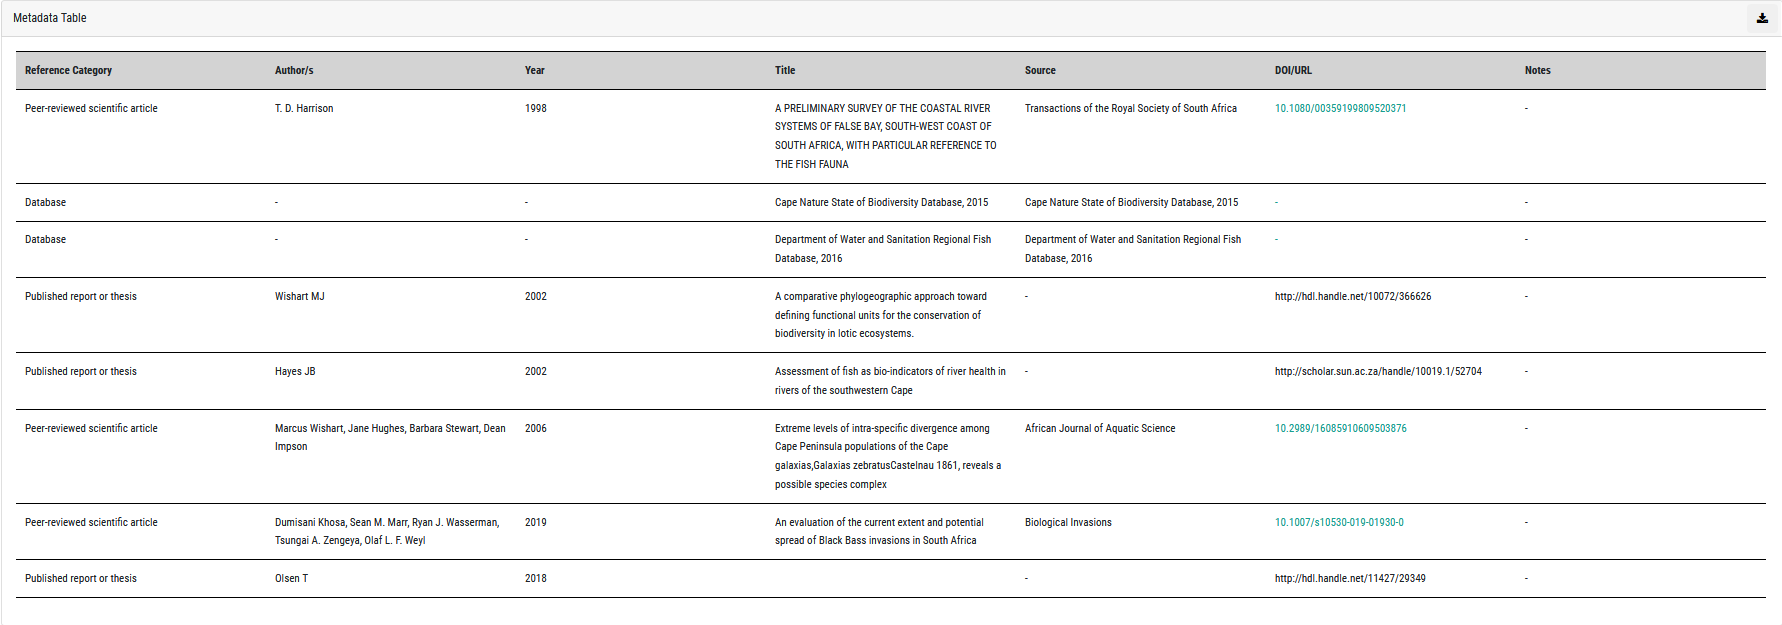 Metadata Table
Reference Category Author/s Year Title Source DOI/URL Notes
Peer-reviewed scientific article T. D. Harrison 1998 A PRELIMINARY SURVEY OF THE COASTAL RIVER Transactions of the Royal Society of South Africa 10.1080/00359199809520371 -
SYSTEMS OF FALSE BAY, SOUTH-WEST COAST OF
SOUTH AFRICA, WITH PARTICULAR REFERENCE TO
THE FISH FAUNA
Database - - Cape Nature State of Biodiversity Database, 2015 Cape Nature State of Biodiversity Database, 2015 - -
Database - - Department of Water and Sanitation Regional Fish Department of Water and Sanitation Regional Fish - -
Database, 2016 Database, 2016
Published report or thesis Wishart MJ 2002 A comparative phylogeographic approach toward - http://hdl.handle.net/10072/366626 -
defining functional units for the conservation of
biodiversity in lotic ecosystems.
Published report or thesis Hayes JB 2002 Assessment of fish as bio-indicators of river health in - http://scholar.sun.ac.za/handle/10019.1/52704 -
rivers of the southwestern Cape
Peer-reviewed scientific article Marcus Wishart, Jane Hughes, Barbara Stewart, Dean 2006 Extreme levels of intra-specific divergence among African Journal of Aquatic Science 10.2989/16085910609503876 -
Impson Cape Peninsula populations of the Cape
galaxias,Galaxias zebratusCastelnau 1861, reveals a
possible species complex
Peer-reviewed scientific article Dumisani Khosa, Sean M. Marr, Ryan J. Wasserman, 2019 An evaluation of the current extent and potential Biological Invasions 10.1007/s10530-019-01930-0 -
Tsungai A. Zengeya, Olaf L. F. Weyl spread of Black Bass invasions in South Africa
Published report or thesis Olsen T 2018 - http://hdl.handle.net/11427/29349 -